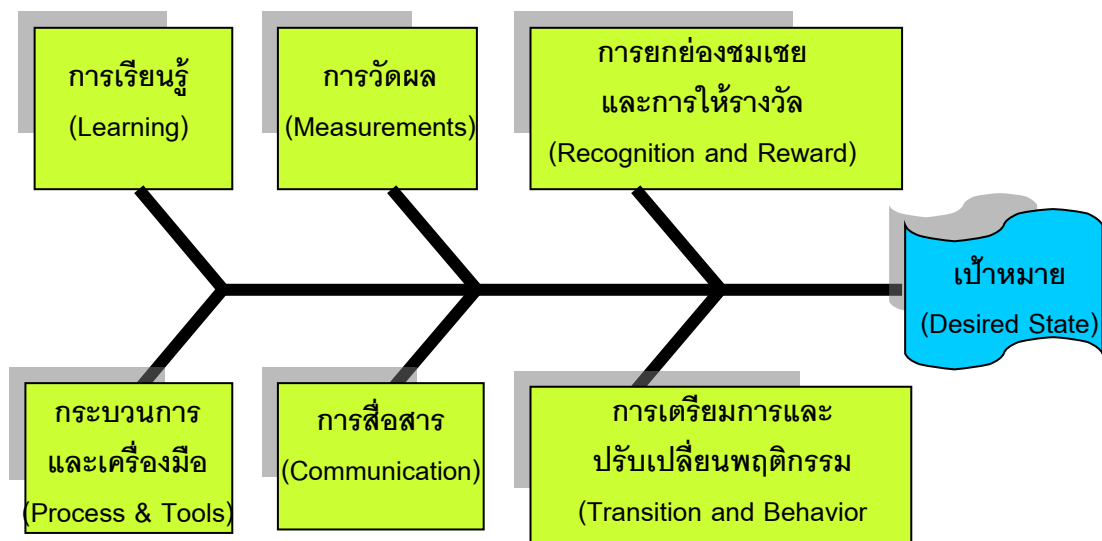 การเรียนรู้
(Learning)
การวัดผล
(Measurements)
การยกย่องชมเชย
และการให้รางวัล
(Recognition and Reward)
เป้าหมาย
(Desired State)
กระบวนการ
และเครื่องมือ
(Process & Tools)
การสื่อสาร
(Communication)
การเตรียมการและ
ปรับเปลี่ยนพฤติกรรม
(Transition and Behavior